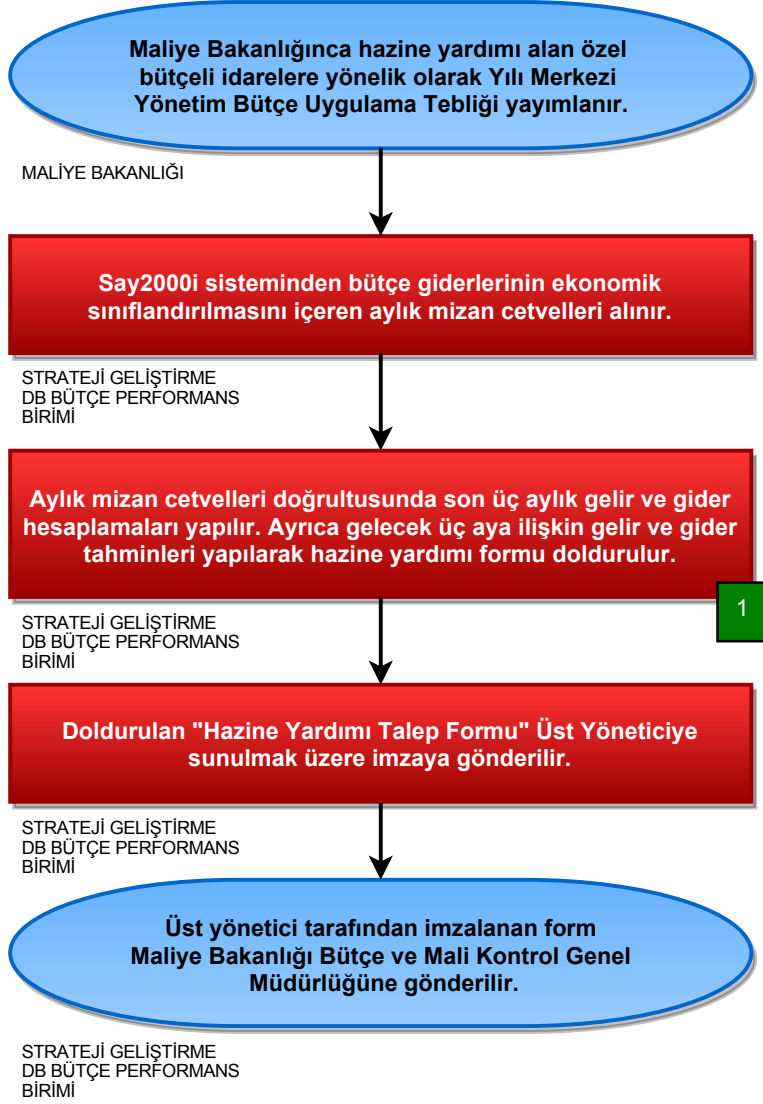 Maliye Bakanlığınca hazine yardımı alan özel
bütçeli idarelere yönelik olarak Yılı Merkezi
Yönetim Bütçe Uygulama Tebliği yayımlanır.
MALİYE BAKANLIĞI
Say2000i sisteminden bütçe giderlerinin ekonomik
sınıflandırılmasını içeren aylık mizan cetvelleri alınır.
STRATEJİ GELİŞTİRME
DB BÜTÇE PERFORMANS
BİRİMİ
Aylık mizan cetvelleri doğrultusunda son üç aylık gelir ve gider
hesaplamaları yapılır. Ayrıca gelecek üç aya ilişkin gelir ve gider
tahminleri yapılarak hazine yardımı formu doldurulur.
1
STRATEJİ GELİŞTİRME
DB BÜTÇE PERFORMANS
BİRİMİ
Doldurulan "Hazine Yardımı Talep Formu" Üst Yöneticiye
sunulmak üzere imzaya gönderilir.
STRATEJİ GELİŞTİRME
DB BÜTÇE PERFORMANS
BİRİMİ
Üst yönetici tarafından imzalanan form
Maliye Bakanlığı Bütçe ve Mali Kontrol Genel
Müdürlüğüne gönderilir.
STRATEJİ GELİŞTİRME
DB BÜTÇE PERFORMANS
BİRİMİ